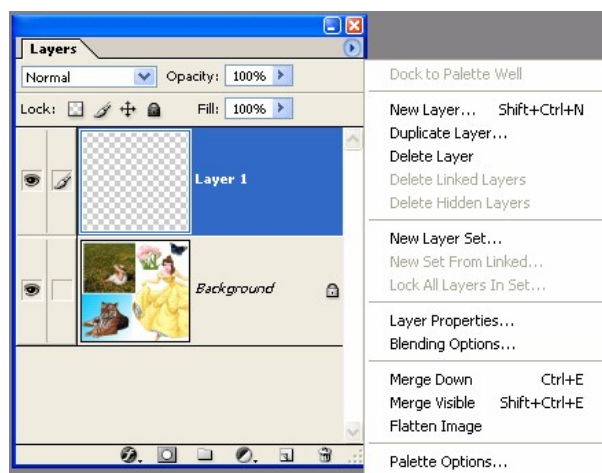 Layers
Normal Opacity: 100%
Lock: Fill: 100%
Layer 1
Background
Dock to Palette Well
New Layer... Shift+Ctrl+N
Duplicate Layer...
Delete Layer
Delete Linked Layers
Delete Hidden Layers
New Layer Set...
New Set From Linked...
Lock All Layers In Set...
Layer Properties...
Blending Options...
Merge Down Ctrl+E
Merge Visible Shift+Ctrl+E
Flatten Image
Palette Options...